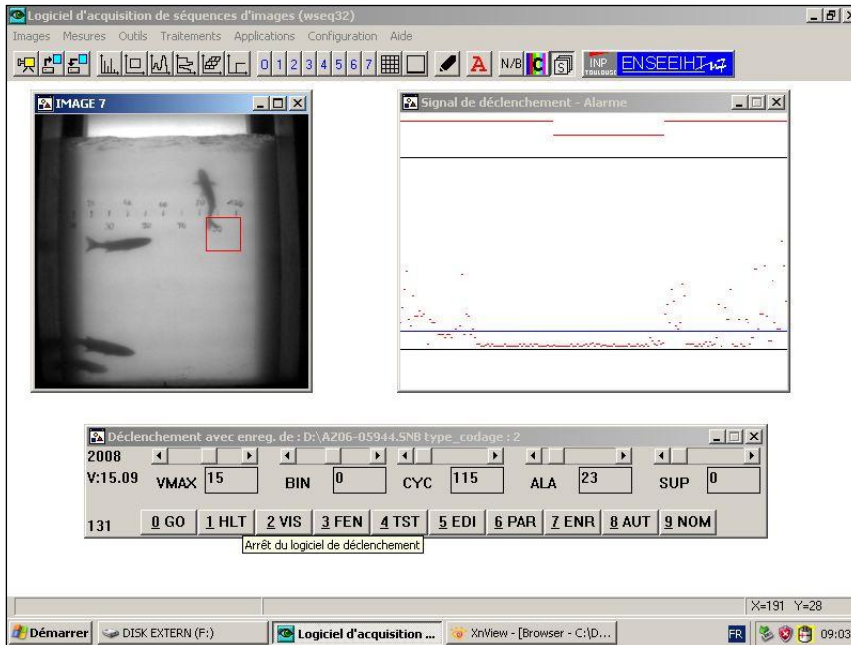 Logiciel d'acquisition de séquences d'images (wseq32)
Images Mesures Outils Traitements Applications Configuration Aide
0 1 2 3 4 5 6 7 A N/B C S INP TOULOUSE ENSEEIHT
IMAGE 7
Signal de déclenchement - Alarme
30 50
Déclenchement avec enreg. de : D:\AZ06-05944.SNB type_codage : 2
2008
V:15.09 VMAX 15 BIN 0 CYC 115 ALA 23 SUP 0
131 0 GO 1 HLT 2 VIS 3 FEN 4 TST 5 EDI 6 PAR 7 ENR 8 AUT 9 NOM
Arrêt du logiciel de déclenchement
X=191 Y=28
Démarrer DISK EXTERN (F:) Logiciel d'acquisition ... XnView - [Browser - C:\D... FR 09:03